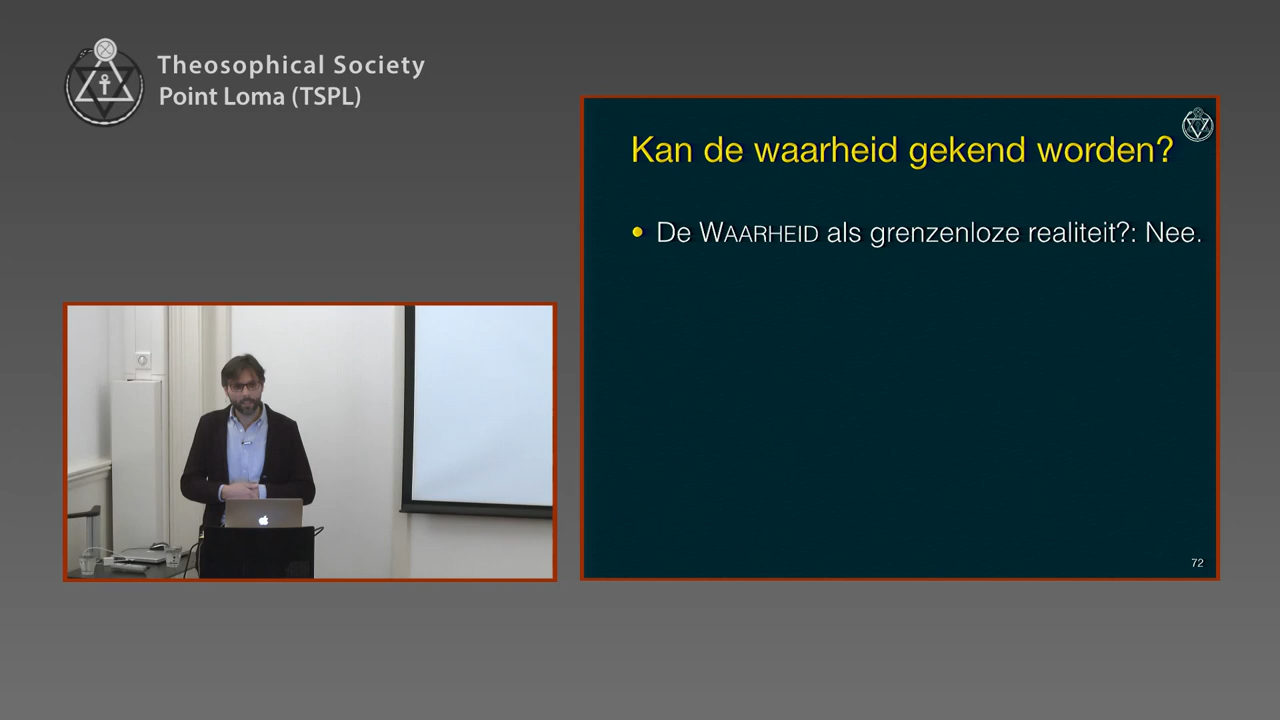 Theosophical Society
Point Loma (TSPL)
Kan de waarheid gekend worden?
• De WAARHEID als grenzenloze realiteit?: Nee.
72